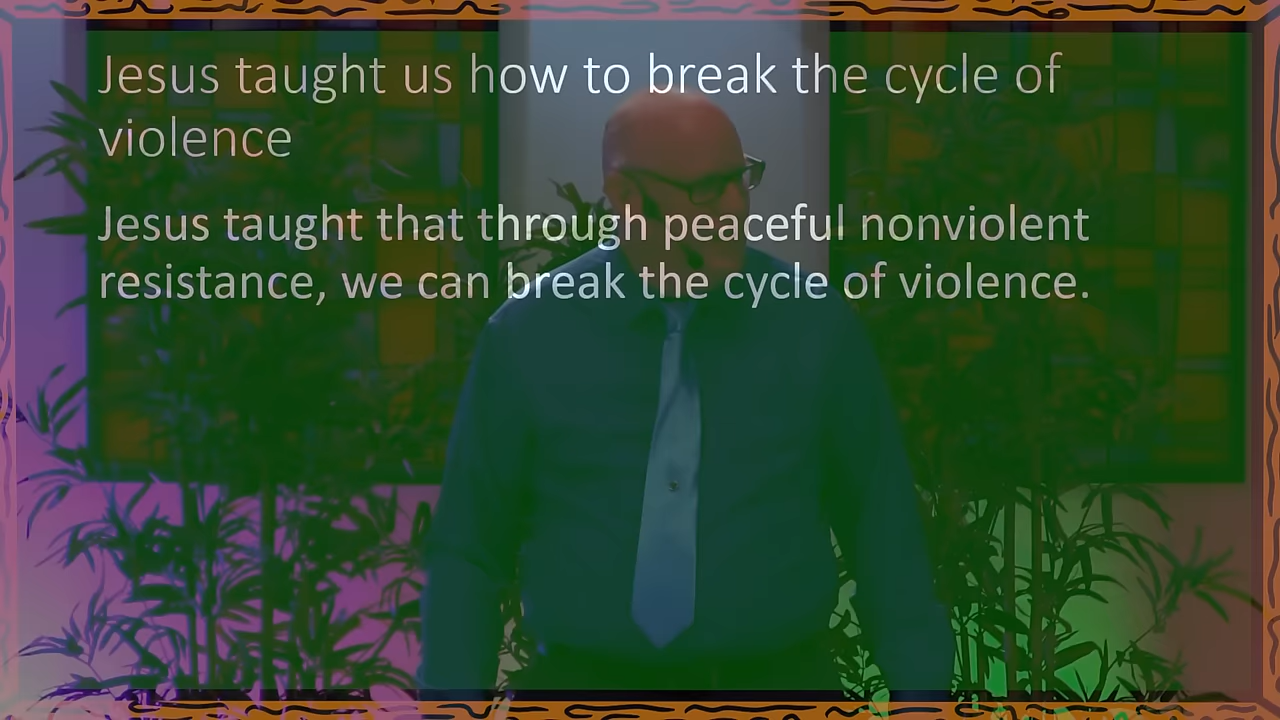 Jesus taught us how to break the cycle of
violence
Jesus taught that through peaceful nonviolent
resistance, we can break the cycle of violence.